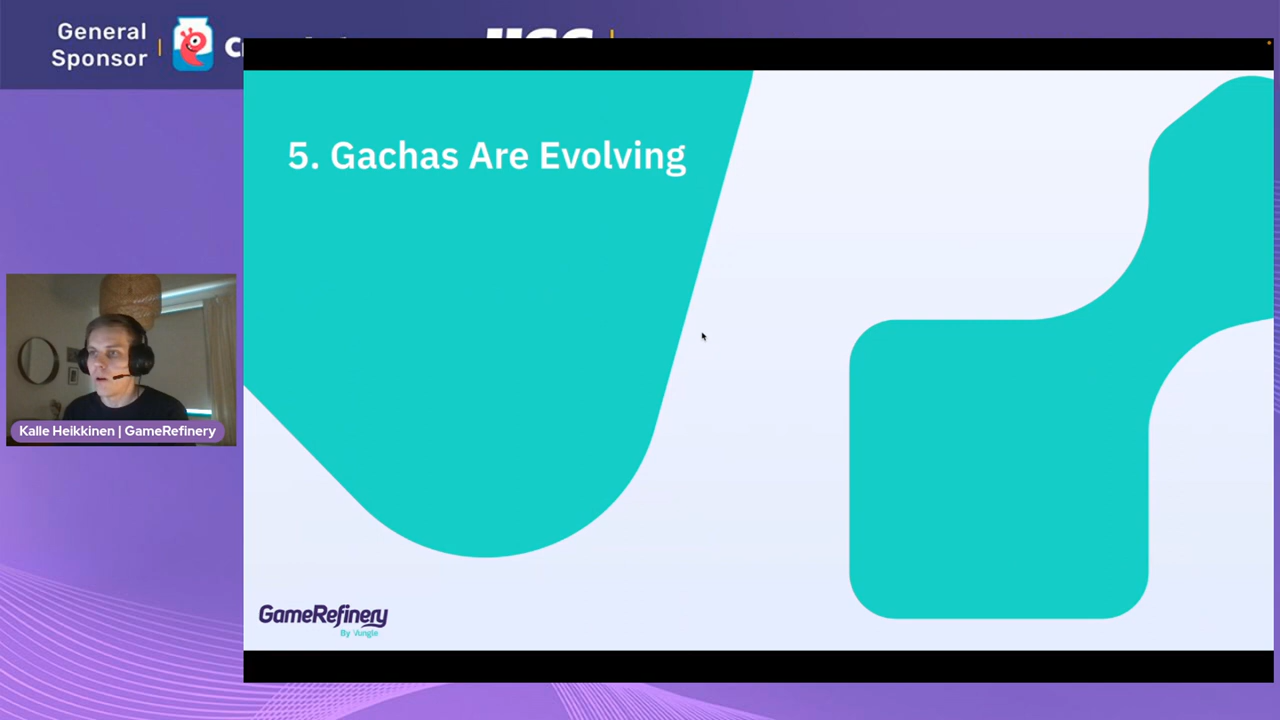 General
Sponsor
5. Gachas Are Evolving
Kalle Heikkinen | GameRefinery
GameRefinery
By Vungle